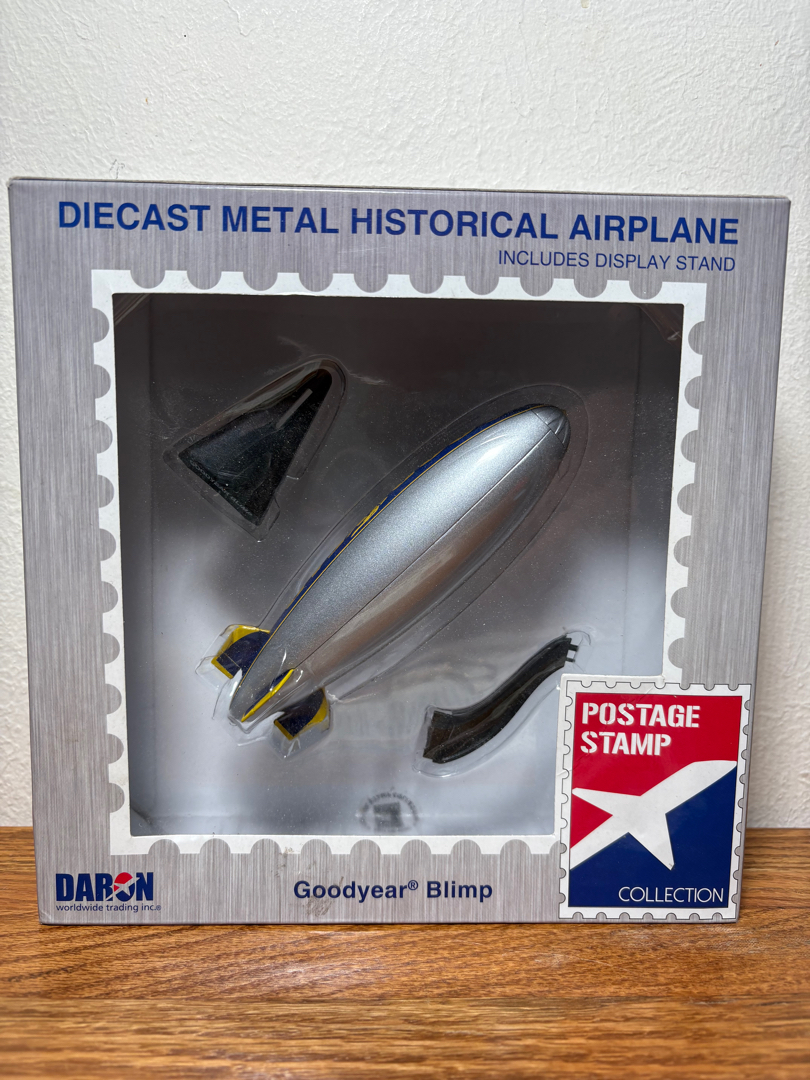 DIECAST METAL HISTORICAL AIRPLANE
INCLUDES DISPLAY STAND
POSTAGE
STAMP
COLLECTION
DARON
worldwide trading inc.®
Goodyear® Blimp